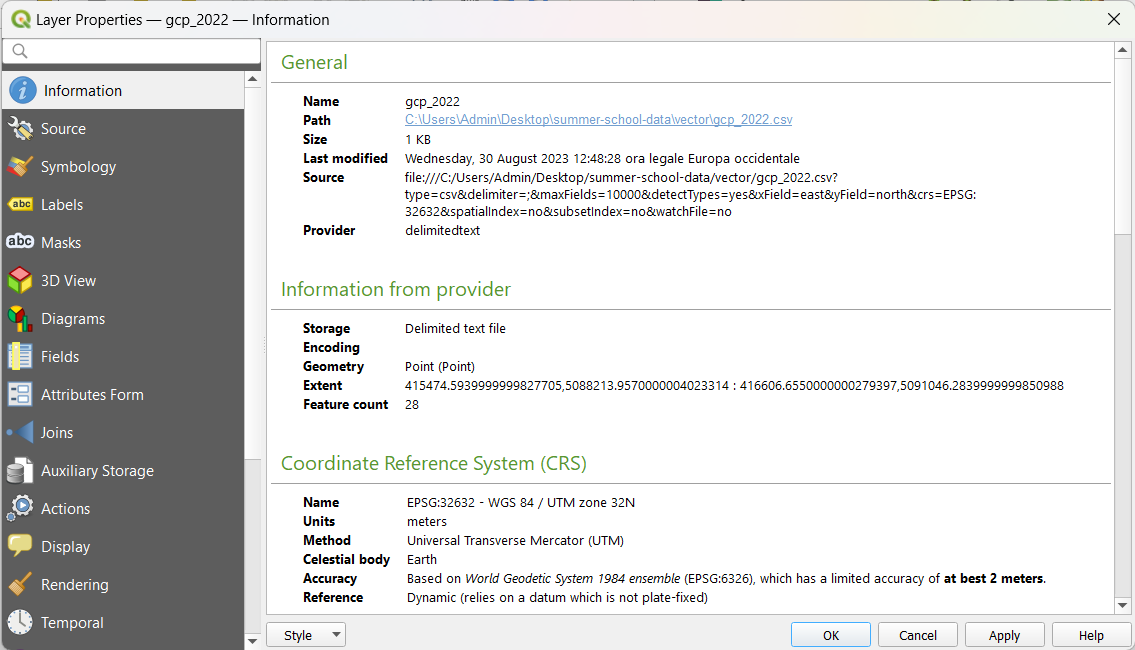 Layer Properties — gcp_2022 — Information
Information
Source
Symbology
abc Labels
abc Masks
3D View
Diagrams
Fields
Attributes Form
Joins
Auxiliary Storage
Actions
Display
Rendering
Temporal
General
Name gcp_2022
Path C:\Users\Admin\Desktop\summer-school-data\vector\gcp_2022.csv
Size 1 KB
Last modified Wednesday, 30 August 2023 12:48:28 ora legale Europa occidentale
Source file:///C:/Users/Admin/Desktop/summer-school-data/vector/gcp_2022.csv?
type=csv&delimiter=;&maxFields=10000&detectTypes=yes&xField=east&yField=north&crs=EPSG:
32632&spatialIndex=no&subsetIndex=no&watchFile=no
Provider delimitedtext
Information from provider
Storage Delimited text file
Encoding
Geometry Point (Point)
Extent 415474.5939999999827705,5088213.9570000004023314 : 416606.6550000000279397,5091046.2839999999850988
Feature count 28
Coordinate Reference System (CRS)
Name EPSG:32632 - WGS 84 / UTM zone 32N
Units meters
Method Universal Transverse Mercator (UTM)
Celestial body Earth
Accuracy Based on World Geodetic System 1984 ensemble (EPSG:6326), which has a limited accuracy of at best 2 meters.
Reference Dynamic (relies on a datum which is not plate-fixed)
Style
OK
Cancel
Apply
Help